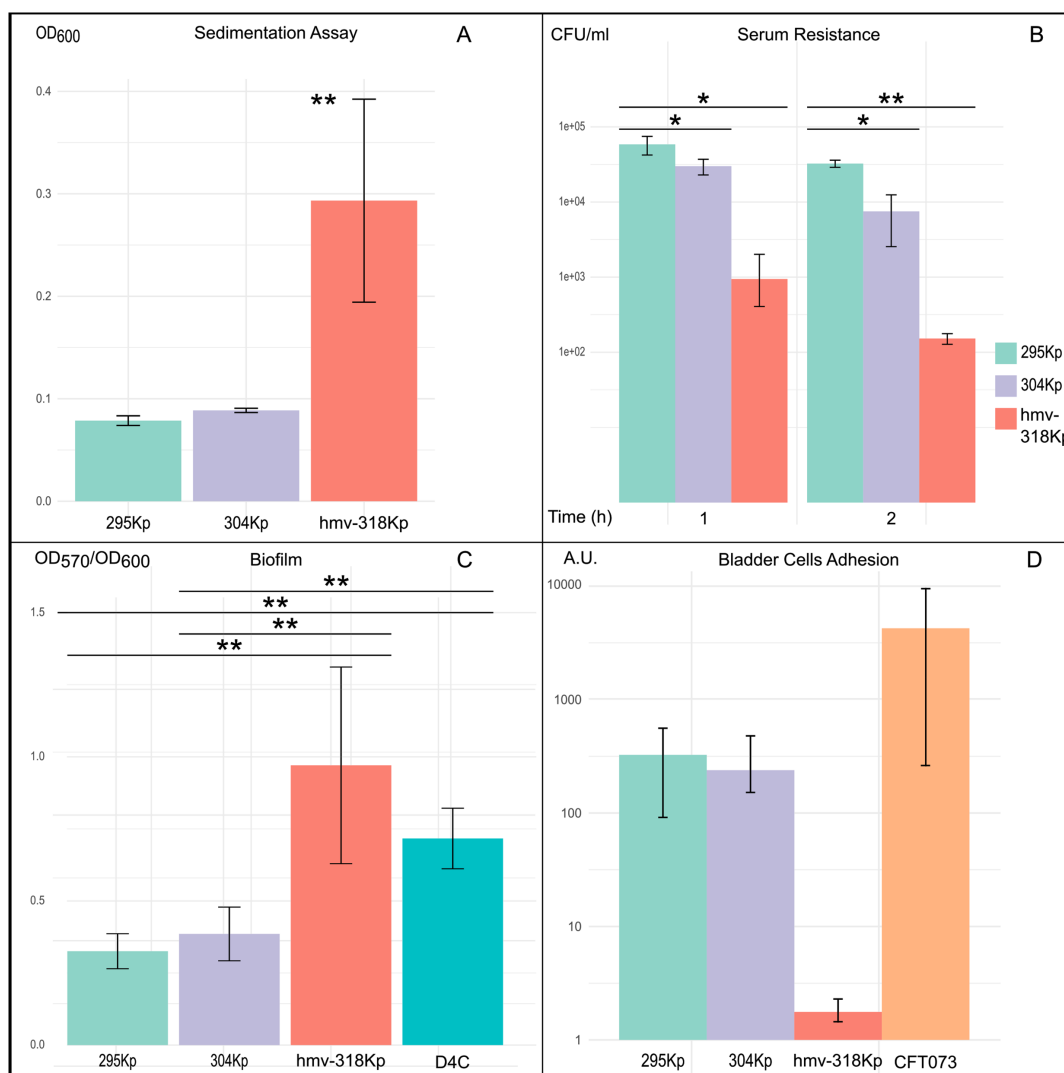 OD600 Sedimentation Assay A
0.4
**
0.3
0.2
0.1
0.0
295Kp 304Kp hmv-318Kp
CFU/ml Serum Resistance B
* **
* *
1e+05
1e+04
1e+03
1e+02
295Kp
304Kp
hmv-
318Kp
Time (h) 1 2
OD570/OD600 Biofilm C
**
**
1.5
**
**
1.0
0.5
0.0
295Kp 304Kp hmv-318Kp D4C
A.U. Bladder Cells Adhesion D
10000
1000
100
10
1
295Kp 304Kp hmv-318Kp CFT073